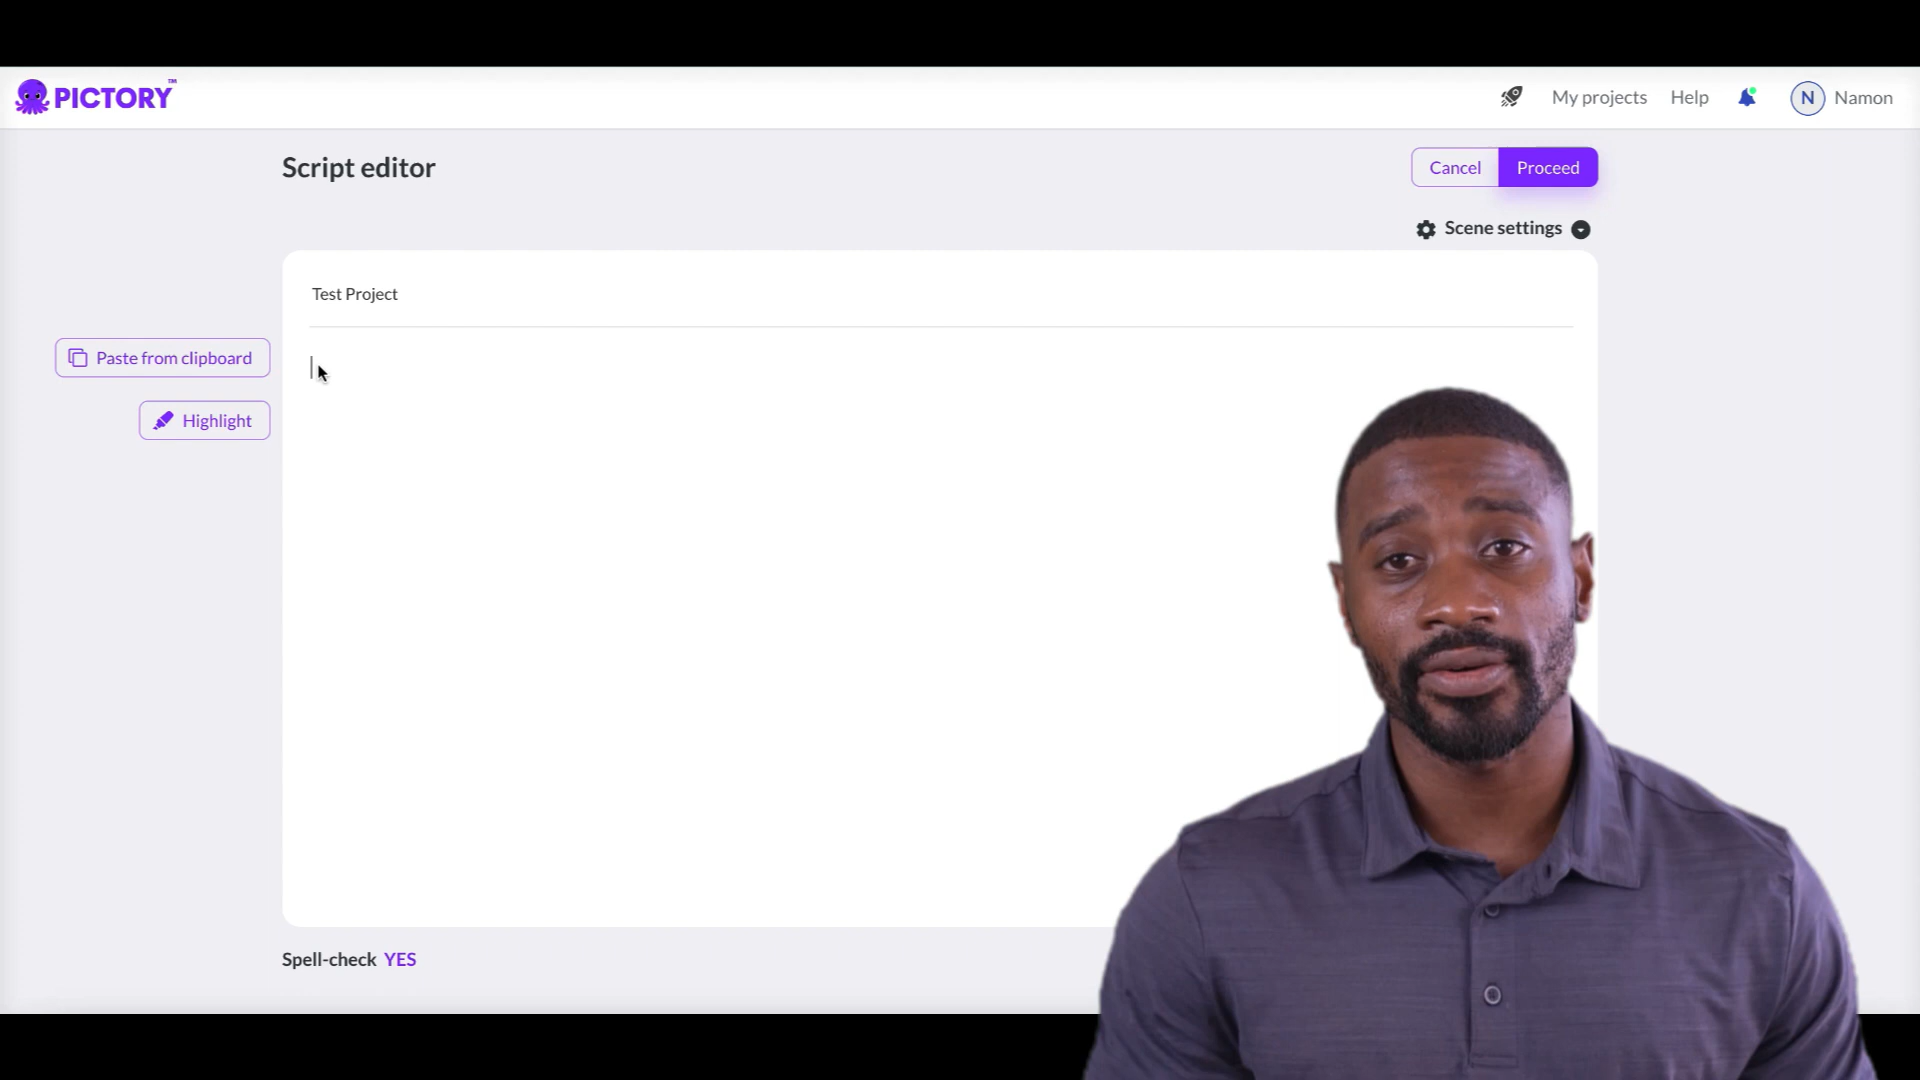 PICTORY™
My projects
Help
N
Namon
Script editor
Cancel
Proceed
Scene settings
Test Project
Paste from clipboard
Highlight
Spell-check YES